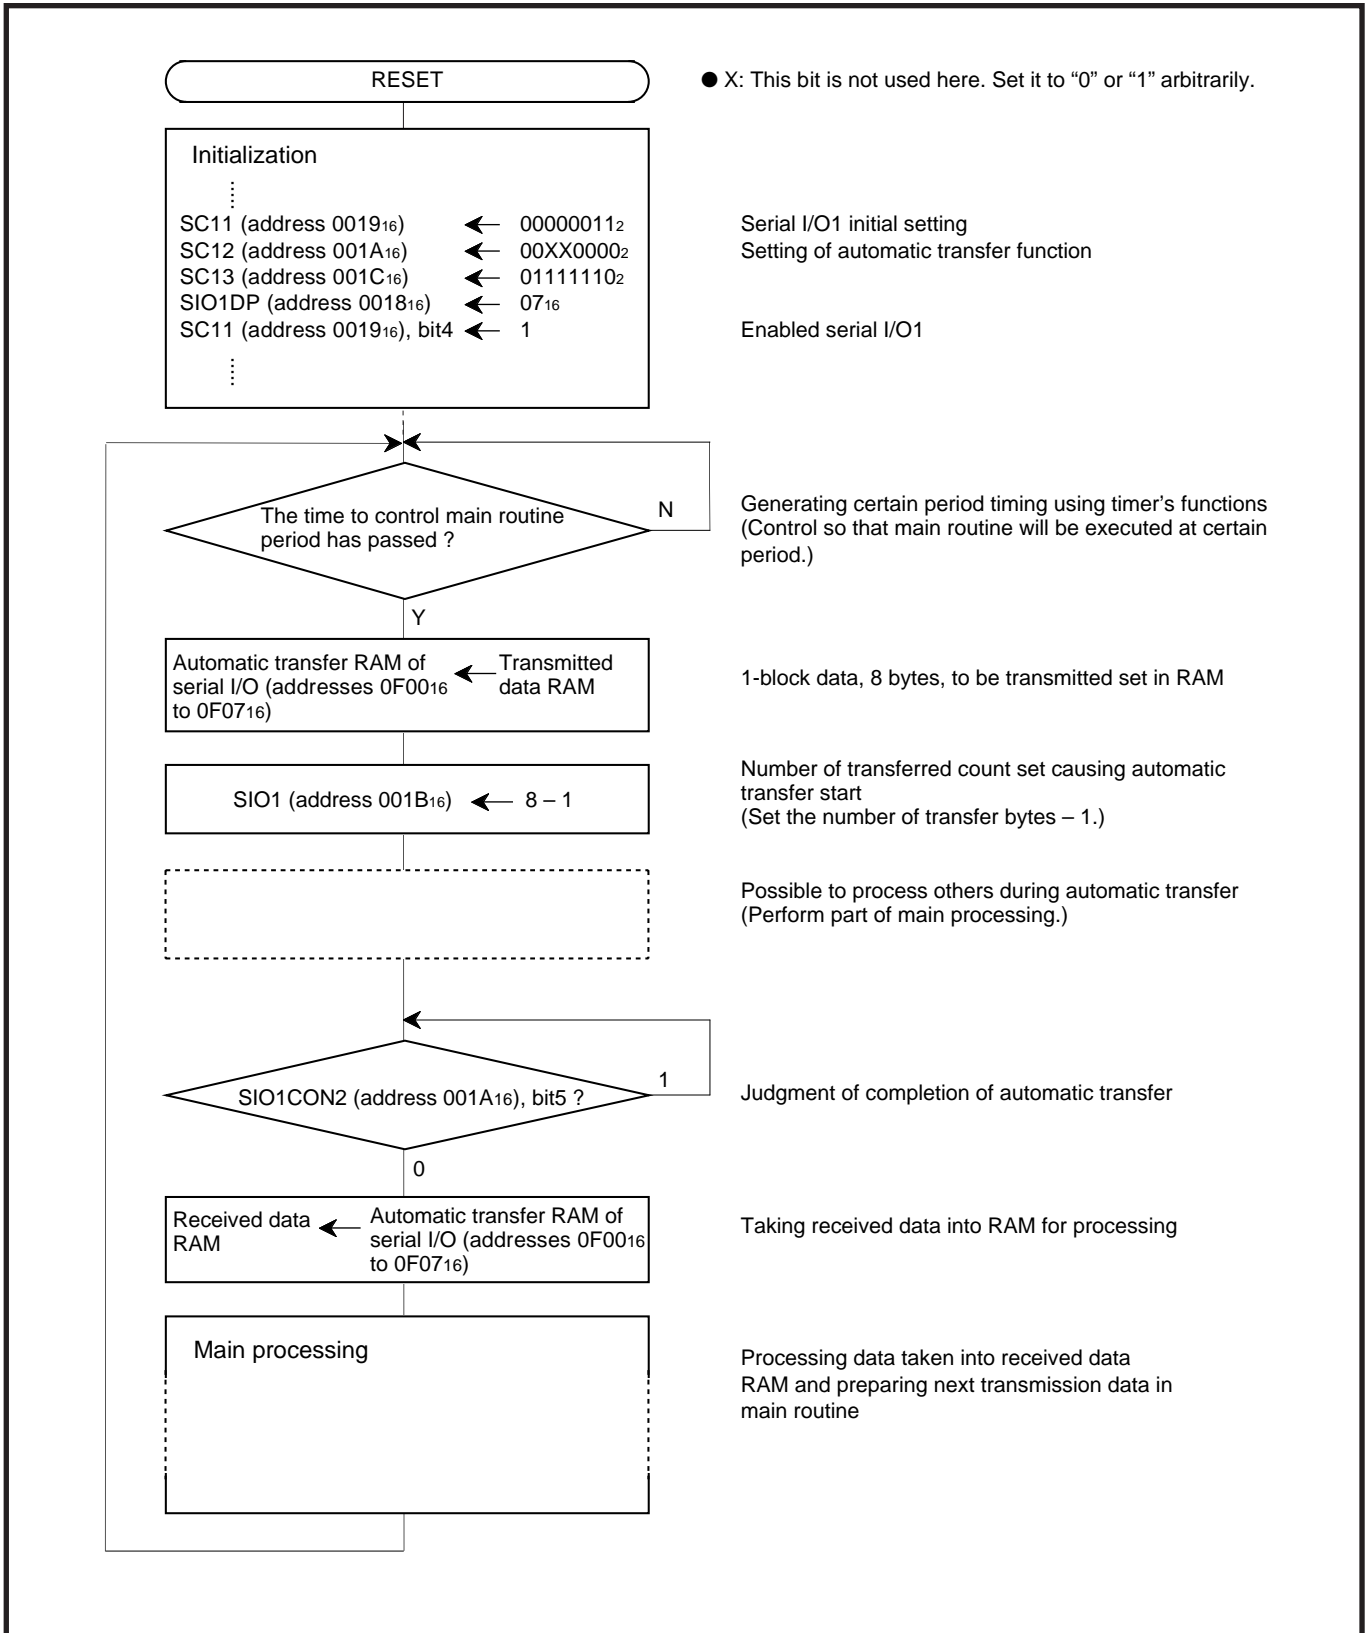 RESET
● X: This bit is not used here. Set it to “0” or “1” arbitrarily.
Initialization
SC11 (address 0019₁₆) ← 00000011₂
Serial I/O1 initial setting
SC12 (address 001A₁₆) ← 00XX0000₂
Setting of automatic transfer function
SC13 (address 001C₁₆) ← 01111110₂
SIO1DP (address 0018₁₆) ← 07₁₆
SC11 (address 0019₁₆), bit4 ← 1
Enabled serial I/O1
The time to control main routine
period has passed ?
N
Generating certain period timing using timer’s functions
(Control so that main routine will be executed at certain
period.)
Y
Automatic transfer RAM of
serial I/O (addresses 0F00₁₆
to 0F07₁₆)
← Transmitted
data RAM
1-block data, 8 bytes, to be transmitted set in RAM
SIO1 (address 001B₁₆) ← 8 – 1
Number of transferred count set causing automatic
transfer start
(Set the number of transfer bytes – 1.)
Possible to process others during automatic transfer
(Perform part of main processing.)
SIO1CON2 (address 001A₁₆), bit5 ?
1
Judgment of completion of automatic transfer
0
Received data
RAM
← Automatic transfer RAM of
serial I/O (addresses 0F00₁₆
to 0F07₁₆)
Taking received data into RAM for processing
Main processing
Processing data taken into received data
RAM and preparing next transmission data in
main routine